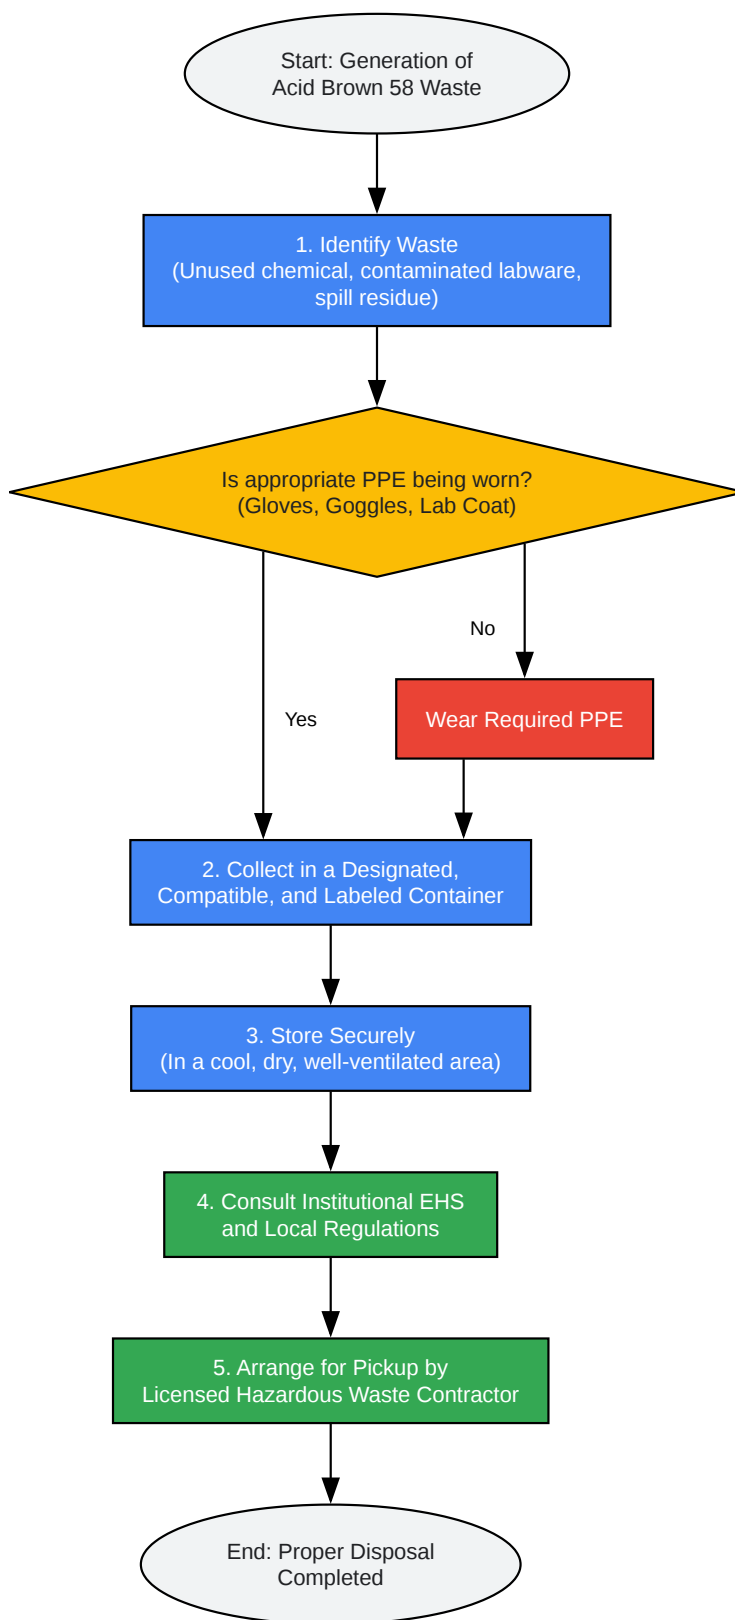 Start: Generation of
Acid Brown 58 Waste
1. Identify Waste
(Unused chemical, contaminated labware,
spill residue)
Is appropriate PPE being worn?
(Gloves, Goggles, Lab Coat)
No
Yes
Wear Required PPE
2. Collect in a Designated,
Compatible, and Labeled Container
3. Store Securely
(In a cool, dry, well-ventilated area)
4. Consult Institutional EHS
and Local Regulations
5. Arrange for Pickup by
Licensed Hazardous Waste Contractor
End: Proper Disposal
Completed